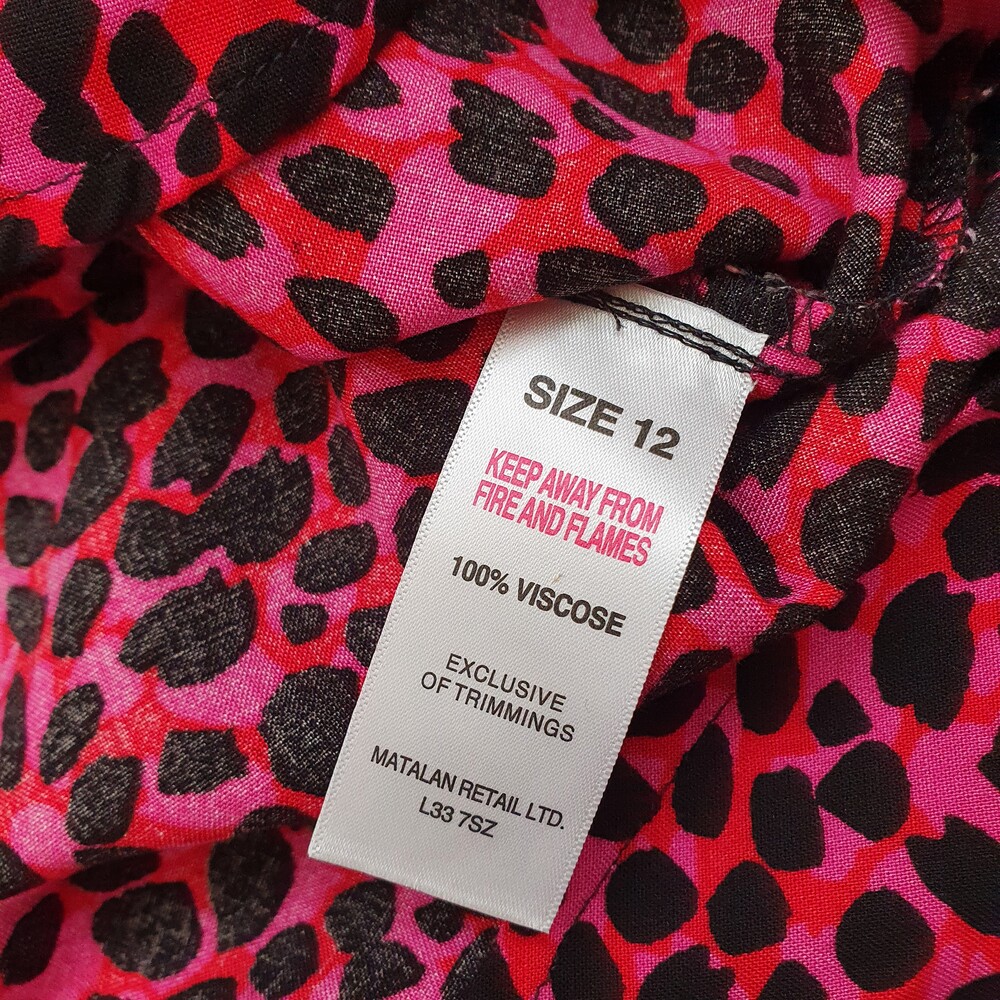 SIZE 12
KEEP AWAY FROM
FIRE AND FLAMES
100% VISCOSE
EXCLUSIVE
OF TRIMMINGS
MATALAN RETAIL LTD.
L33 7SZ